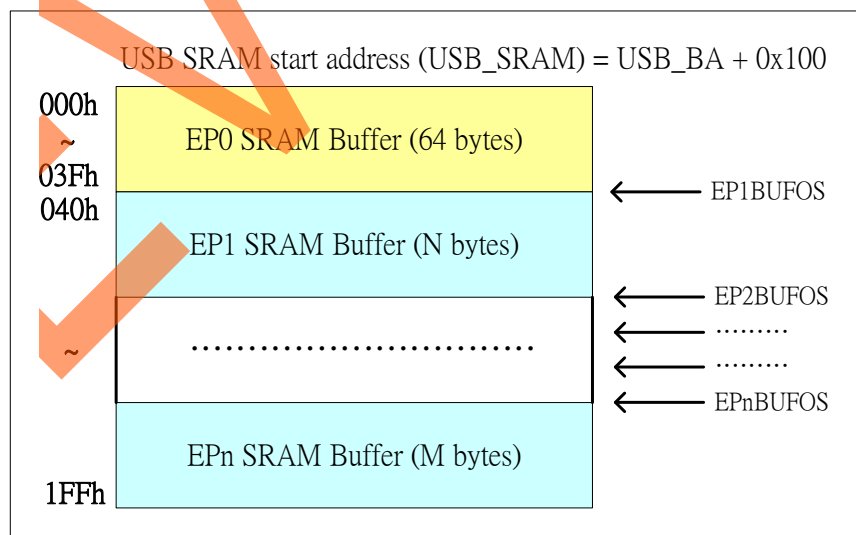 USB SRAM start address (USB_SRAM) = USB_BA + 0x100
000h
~
03Fh
040h
~
1FFh
EP0 SRAM Buffer (64 bytes)
EP1 SRAM Buffer (N bytes)
..............................
EPn SRAM Buffer (M bytes)
EP1BUFOS
EP2BUFOS
.........
.........
EPnBUFOS